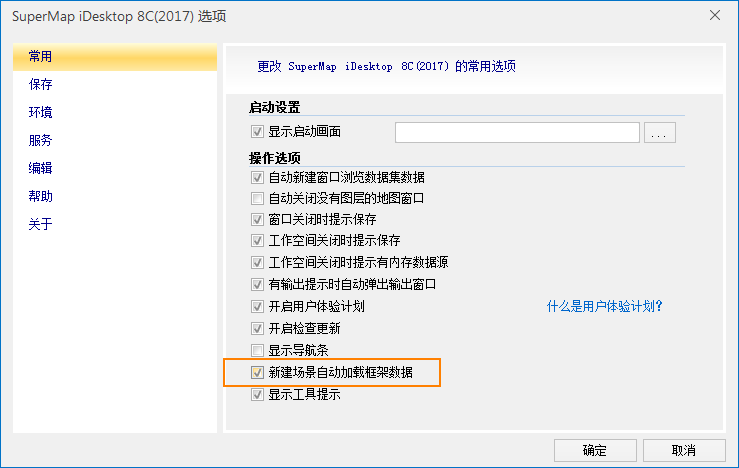 SuperMap iDesktop 8C(2017) 选项
常用
保存
环境
服务
编辑
帮助
关于
更改 SuperMap iDesktop 8C(2017) 的常用选项
启动设置
显示启动画面
...
操作选项
自动新建窗口浏览数据集数据
自动关闭没有图层的地图窗口
窗口关闭时提示保存
工作空间关闭时提示保存
工作空间关闭时提示有内存数据源
有输出提示时自动弹出输出窗口
开启用户体验计划 什么是用户体验计划?
开启检查更新
显示导航条
新建场景自动加载框架数据
显示工具提示
确定 取消